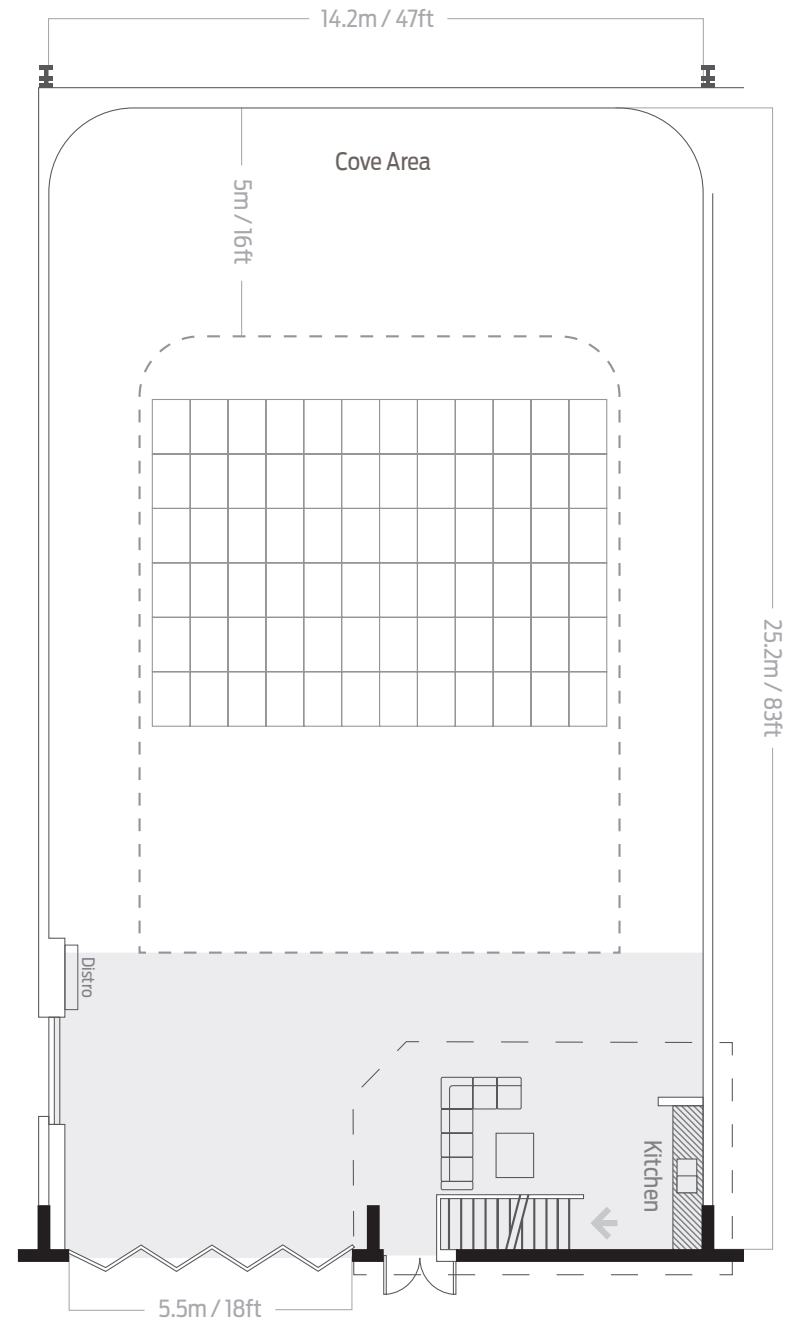 14.2m / 47ft
Cove Area
5m / 16ft
25.2m / 83ft
Distro
Kitchen
5.5m / 18ft